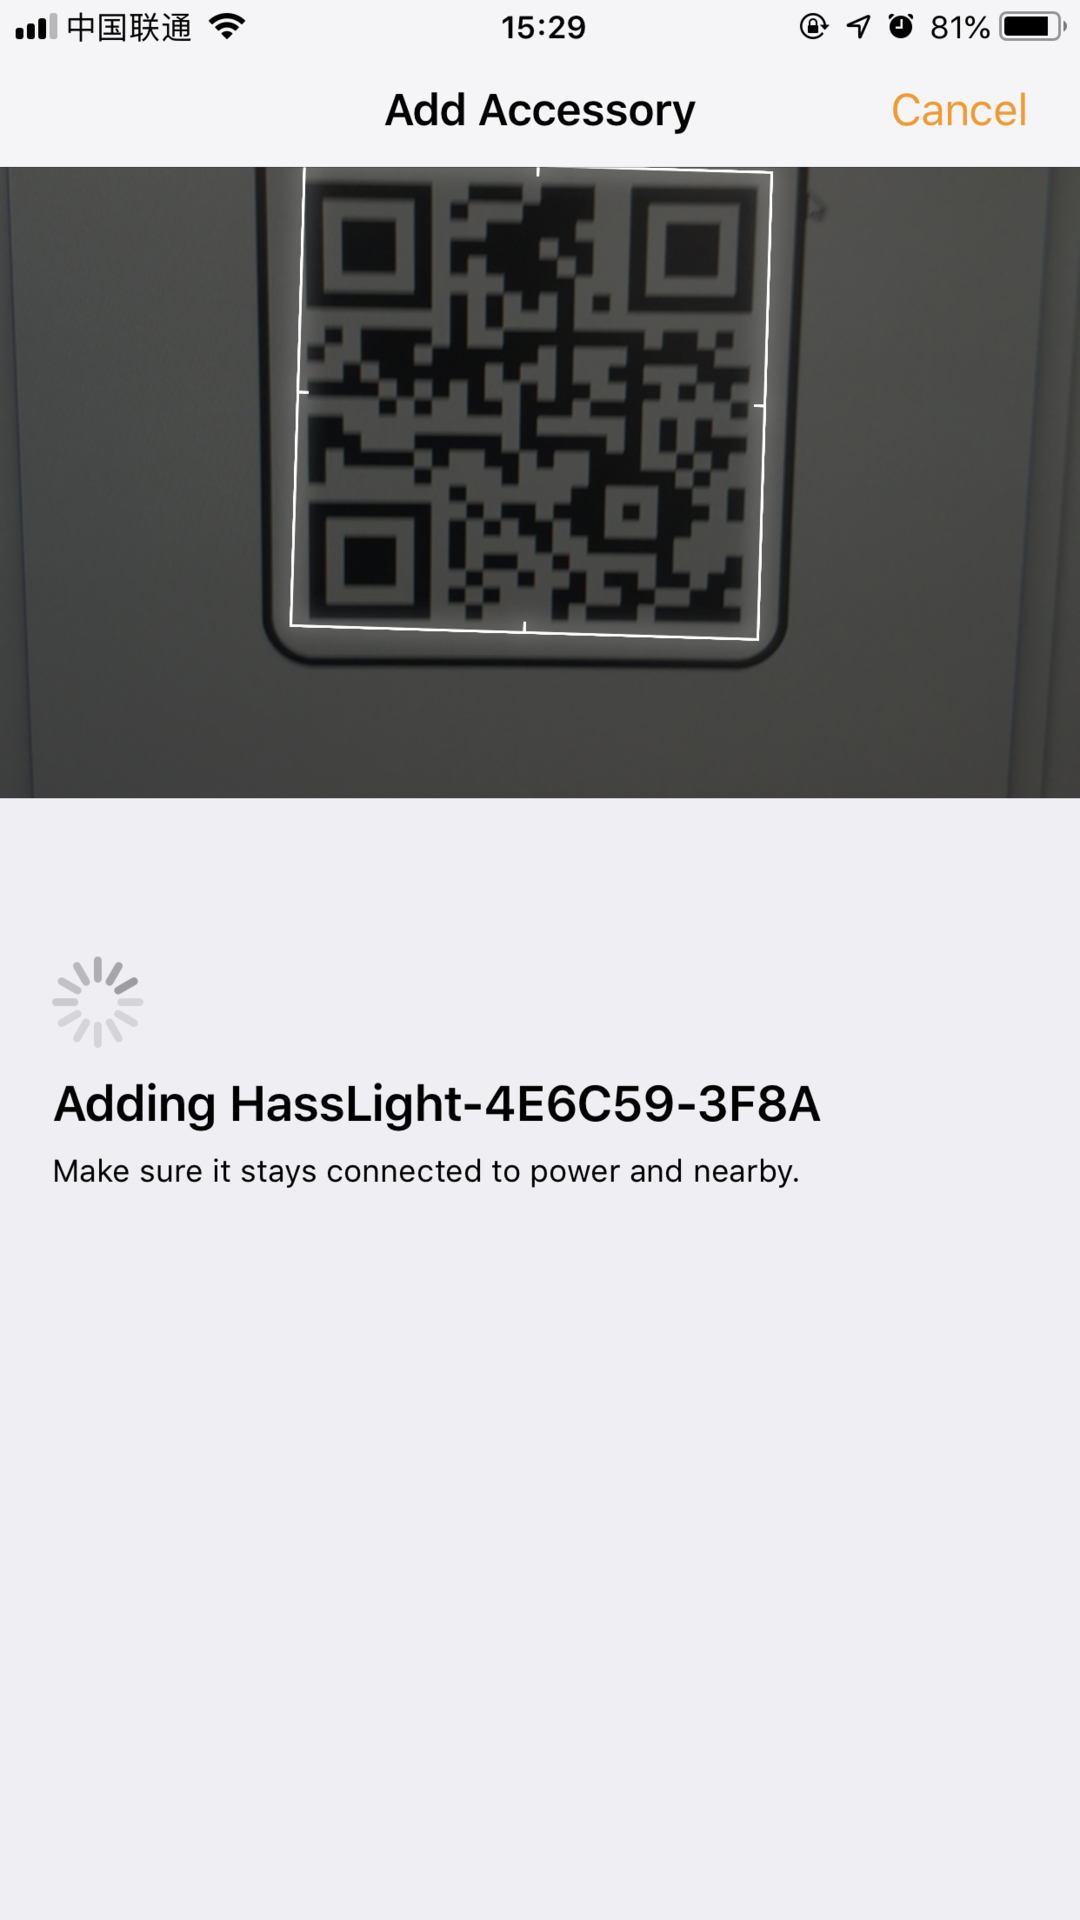 中国联通
15:29
81%
Add Accessory
Cancel
Adding HassLight-4E6C59-3F8A
Make sure it stays connected to power and nearby.